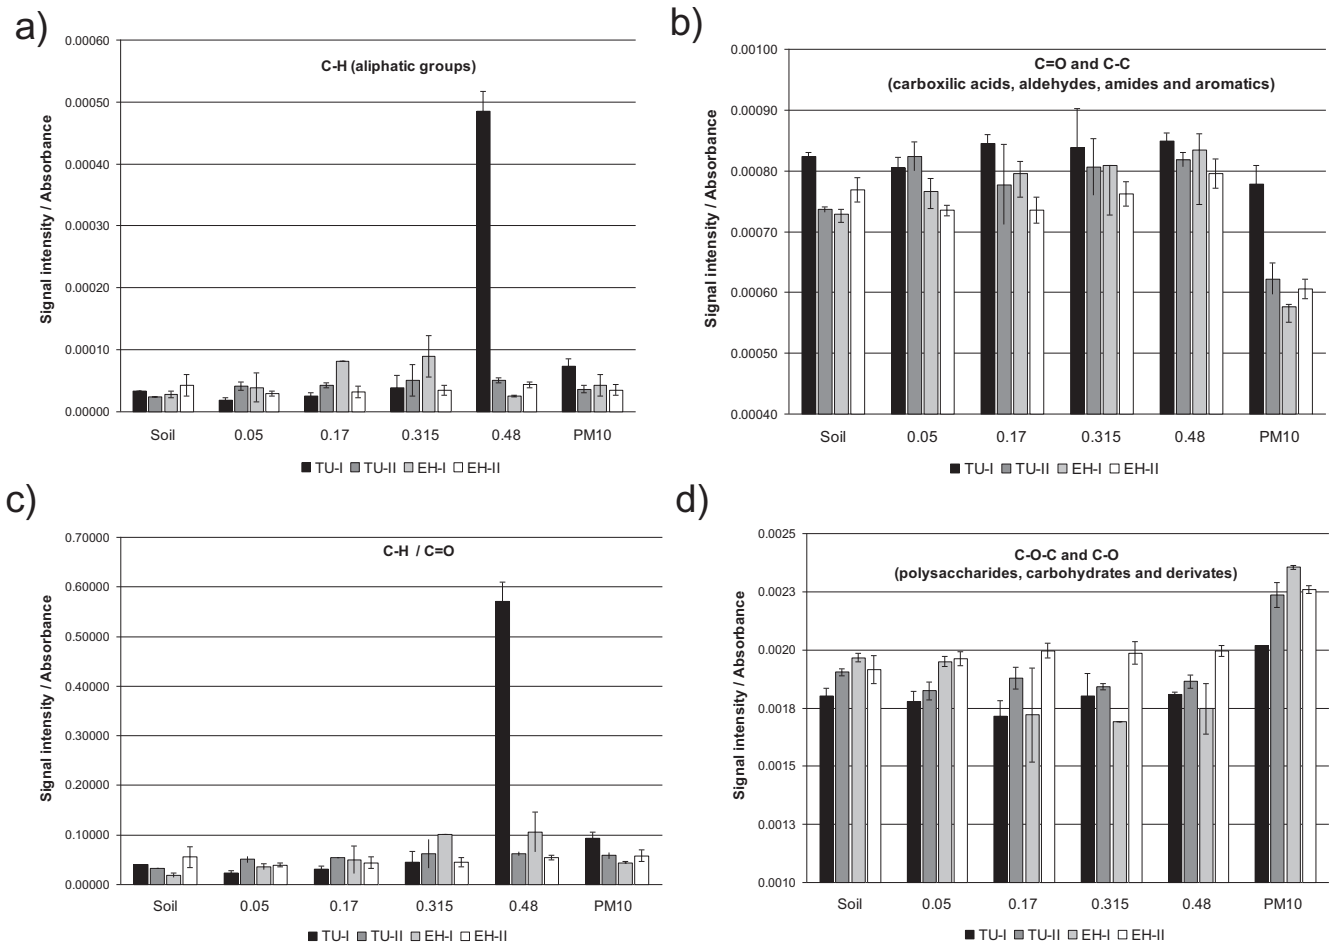 a)
C-H (aliphatic groups)
Signal intensity / Absorbance
0.00060
0.00050
0.00040
0.00030
0.00020
0.00010
0.00000
Soil 0.05 0.17 0.315 0.48 PM10
TU-I TU-II EH-I EH-II
b)
C=O and C-C
(carboxilic acids, aldehydes, amides and aromatics)
Signal intensity / Absorbance
0.00100
0.00090
0.00080
0.00070
0.00060
0.00050
0.00040
Soil 0.05 0.17 0.315 0.48 PM10
TU-I TU-II EH-I EH-II
c)
C-H / C=O
Signal intensity / Absorbance
0.70000
0.60000
0.50000
0.40000
0.30000
0.20000
0.10000
0.00000
Soil 0.05 0.17 0.315 0.48 PM10
TU-I TU-II EH-I EH-II
d)
C-O-C and C-O
(polysaccharides, carbohydrates and derivates)
Signal intensity / Absorbance
0.0025
0.0023
0.0020
0.0018
0.0015
0.0013
0.0010
Soil 0.05 0.17 0.315 0.48 PM10
TU-I TU-II EH-I EH-II